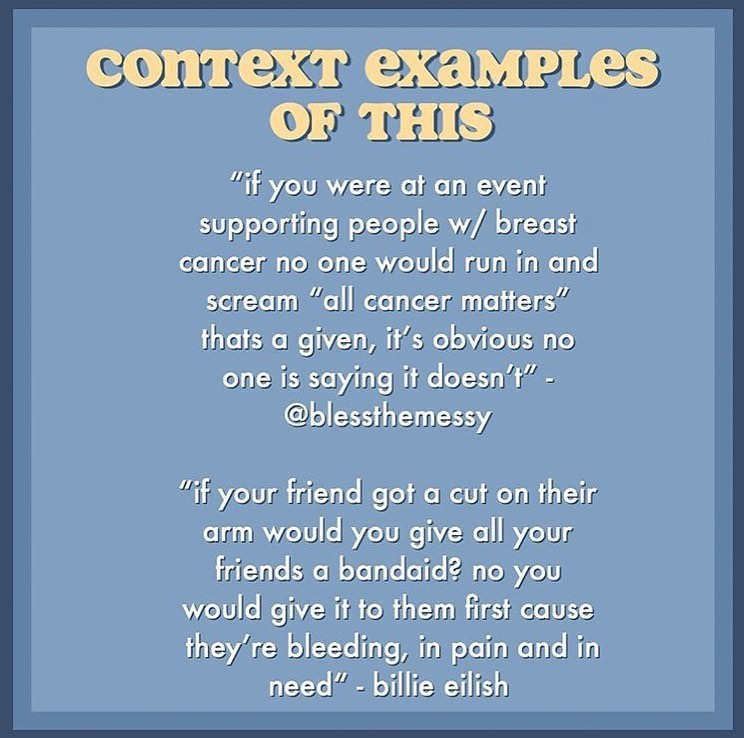 CONTEXT EXAMPLES
OF THIS
"if you were at an event
supporting people w/ breast
cancer no one would run in and
scream "all cancer matters"
thats a given, it's obvious no
one is saying it doesn't" -
@blessthemessy
"if your friend got a cut on their
arm would you give all your
friends a bandaid? no you
would give it to them first cause
they're bleeding, in pain and in
need" - billie eilish